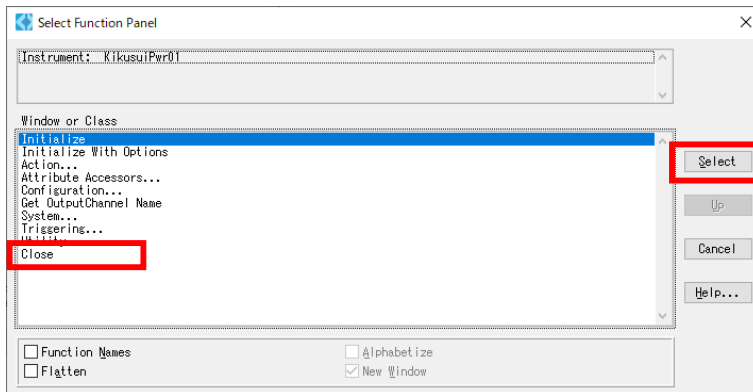 Select Function Panel
Instrument: KikusuiPwr01
Window or Class
Initialize
Initialize With Options
Action...
Attribute Accessors...
Configuration...
Get OutputChannel Name
System...
Triggering...
Utility...
Close
Select
Up
Cancel
Help...
Function Names
Alphabetize
Flatten
New Window